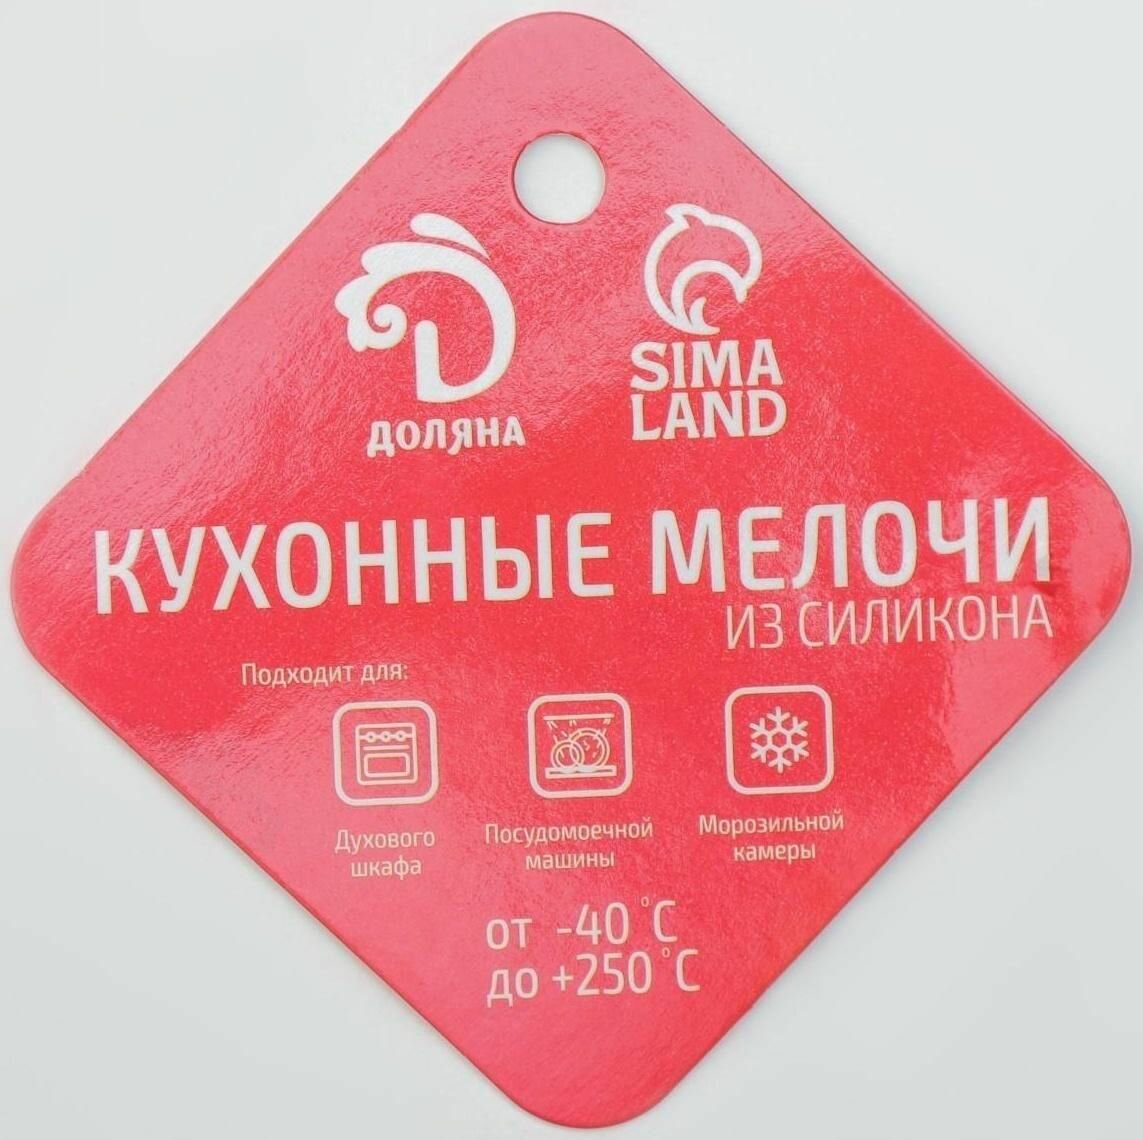 ДОЛЯНА
SIMA
LAND
КУХОННЫЕ МЕЛОЧИ
ИЗ СИЛИКОНА
Подходит для:
Духового
шкафа
Посудомоечной
машины
Морозильной
камеры
от -40 °C
до +250 °C